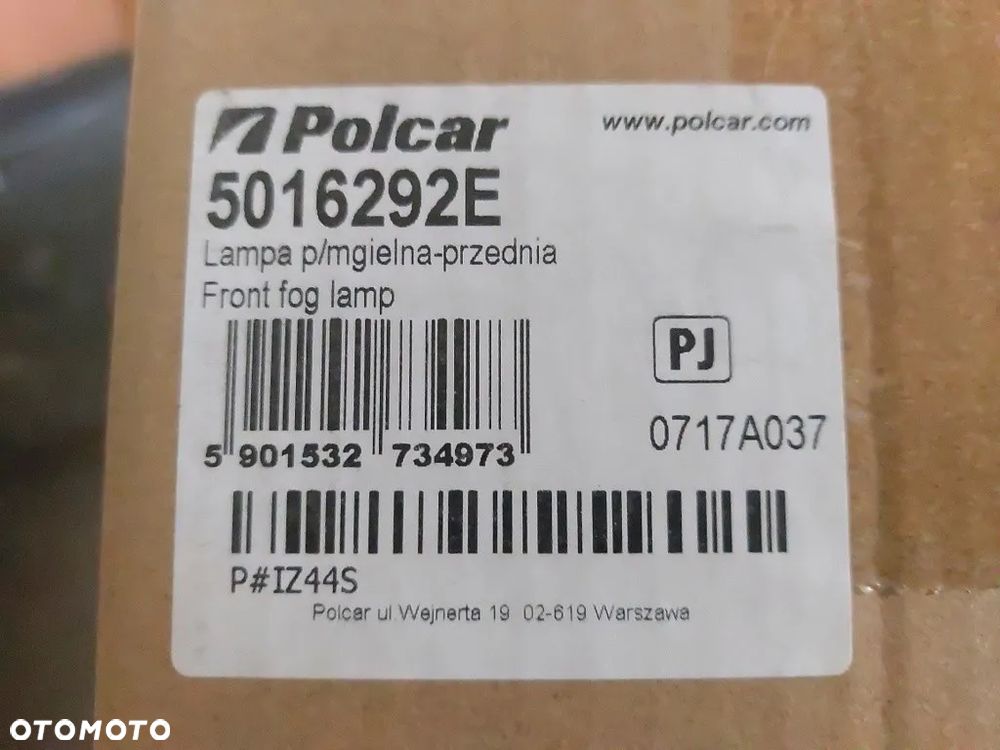 Polcar
www.polcar.com
5016292E
Lampa p/mgielna-przednia
Front fog lamp
PJ
0717A037
5 901532 734973
P#IZ44S
Polcar ul.Wejnerta 19 02-619 Warszawa
OTOMOTO